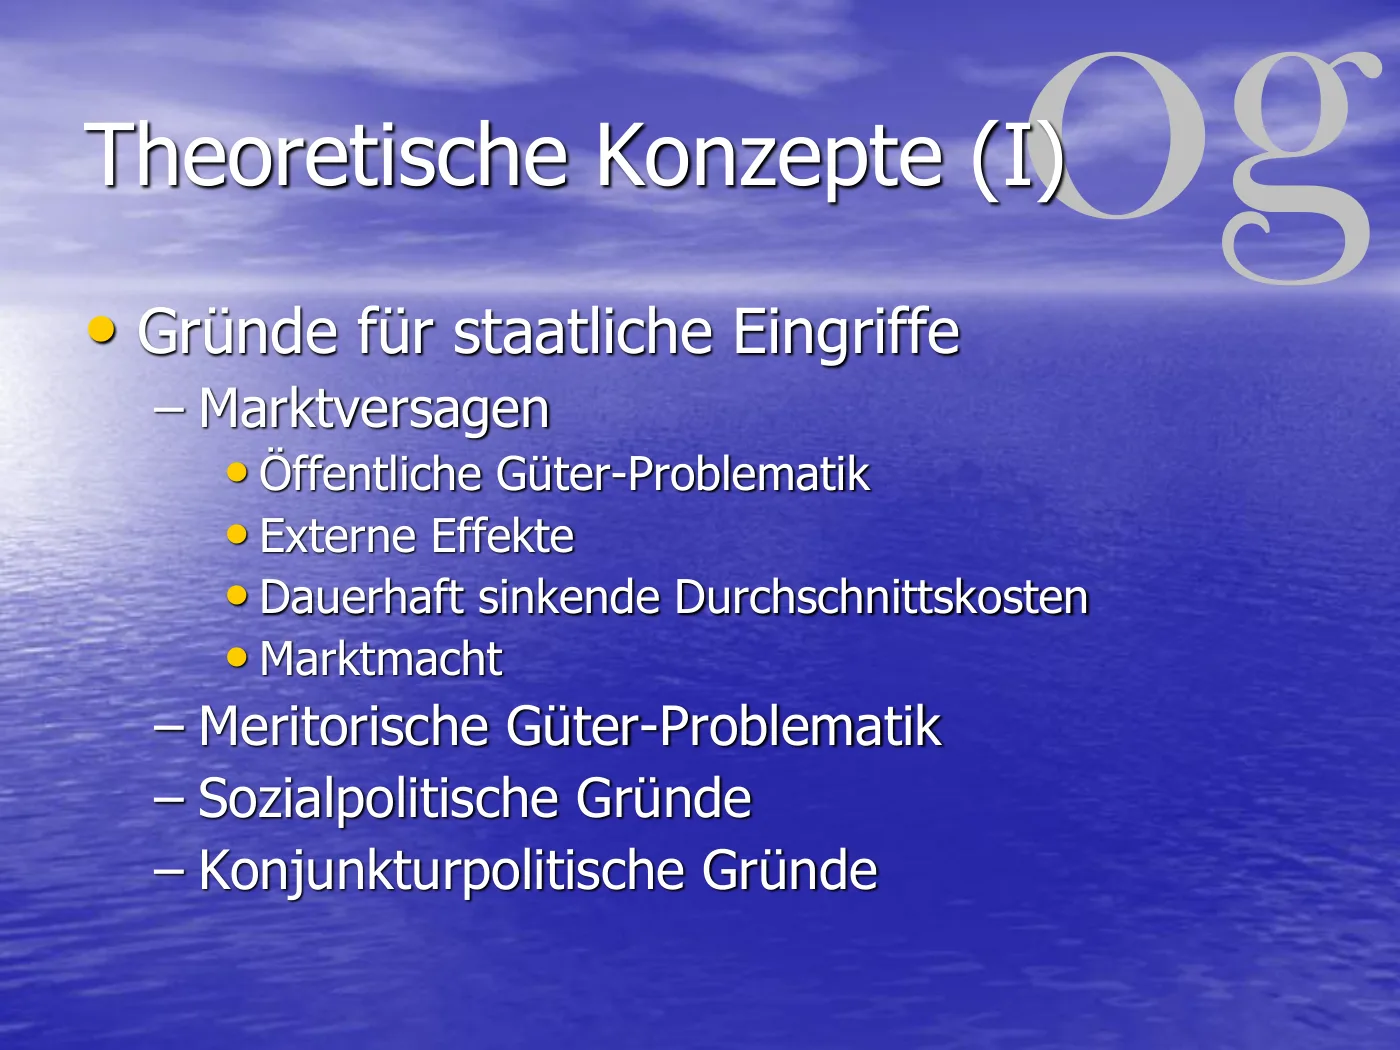 og
Theoretische Konzepte (I)
• Gründe für staatliche Eingriffe
– Marktversagen
• Öffentliche Güter-Problematik
• Externe Effekte
• Dauerhaft sinkende Durchschnittskosten
• Marktmacht
– Meritorische Güter-Problematik
– Sozialpolitische Gründe
– Konjunkturpolitische Gründe